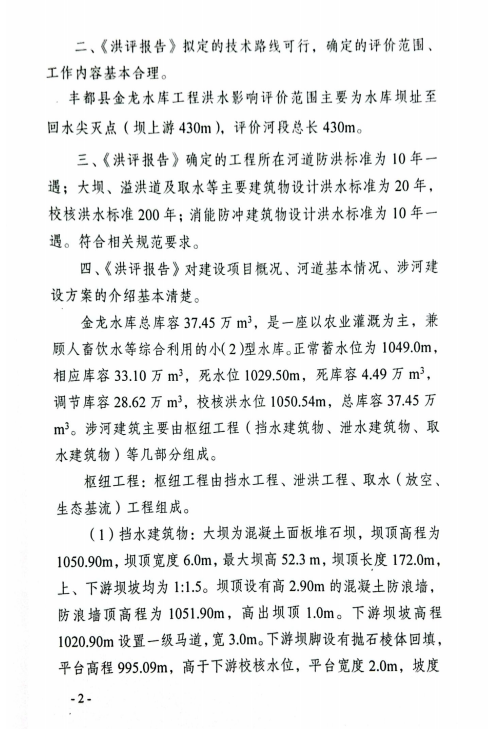 二、《洪评报告》拟定的技术路线可行，确定的评价范围、
工作内容基本合理。
丰都县金龙水库工程洪水影响评价范围主要为水库坝址至
回水尖灭点（坝上游430m），评价河段总长430m。
三、《洪评报告》确定的工程所在河道防洪标准为10年一
遇；大坝、溢洪道及取水等主要建筑物设计洪水标准为20年，
校核洪水标准200年；消能防冲建筑物设计洪水标准为10年一
遇。符合相关规范要求。
四、《洪评报告》对建设项目概况、河道基本情况、涉河建
设方案的介绍基本清楚。
金龙水库总库容37.45万m³，是一座以农业灌溉为主，兼
顾人畜饮水等综合利用的小(2)型水库。正常蓄水位为1049.0m，
相应库容33.10万m³，死水位1029.50m，死库容4.49万m³，
调节库容28.62万m³，校核洪水位1050.54m，总库容37.45万
m³。涉河建筑主要由枢纽工程（挡水建筑物、泄水建筑物、取
水建筑物）等几部分组成。
枢纽工程：枢纽工程由挡水工程、泄洪工程、取水（放空、
生态基流）工程组成。
（1）挡水建筑物：大坝为混凝土面板堆石坝，坝顶高程为
1050.90m，坝顶宽度6.0m，最大坝高52.3m，坝顶长度172.0m，
上、下游坝坡均为1:1.5。坝顶设有高2.90m的混凝土防浪墙，
防浪墙顶高程为1051.90m，高出坝顶1.0m。下游坝坡高程
1020.90m设置一级马道，宽3.0m。下游坝脚设有抛石棱体回填，
平台高程995.09m，高于下游校核水位，平台宽度2.0m，坡度
-2-